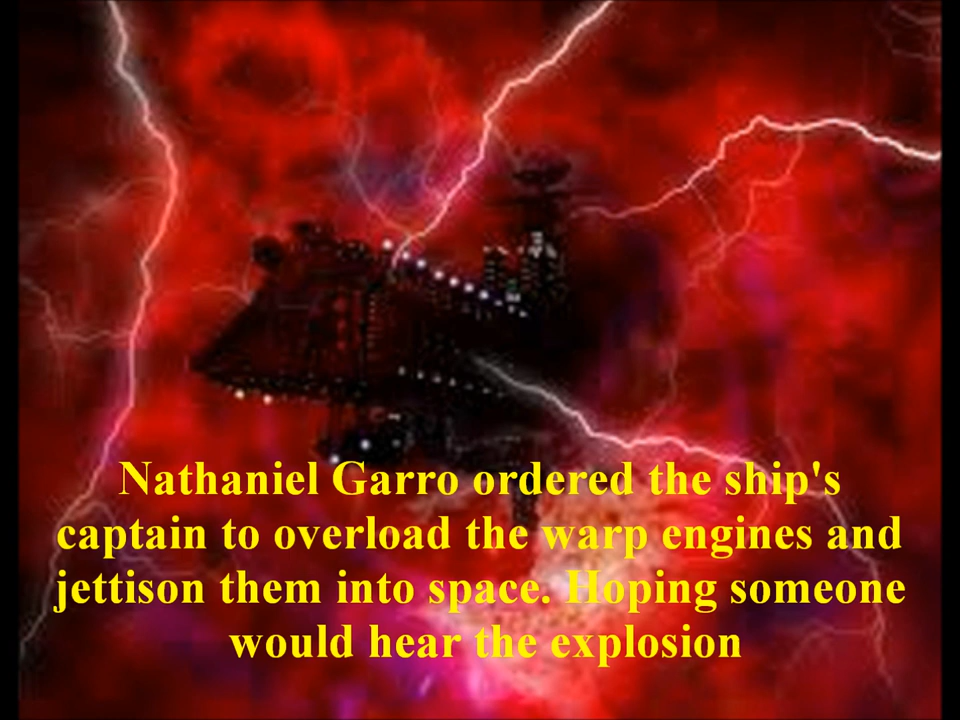 Nathaniel Garro ordered the ship's
captain to overload the warp engines and
jettison them into space. Hoping someone
would hear the explosion